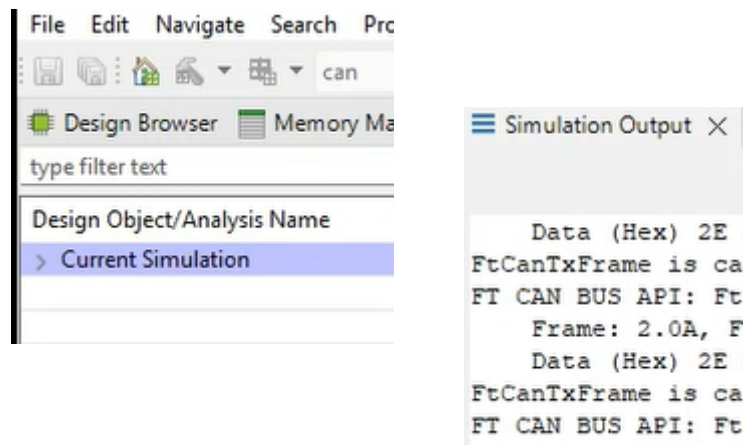 File Edit Navigate Search Pro
can
Design Browser Memory Ma
type filter text
Design Object/Analysis Name
> Current Simulation
Simulation Output
Data (Hex) 2E
FtCanTxFrame is ca
FT CAN BUS API: Ft
Frame: 2.0A, F
Data (Hex) 2E
FtCanTxFrame is ca
FT CAN BUS API: Ft